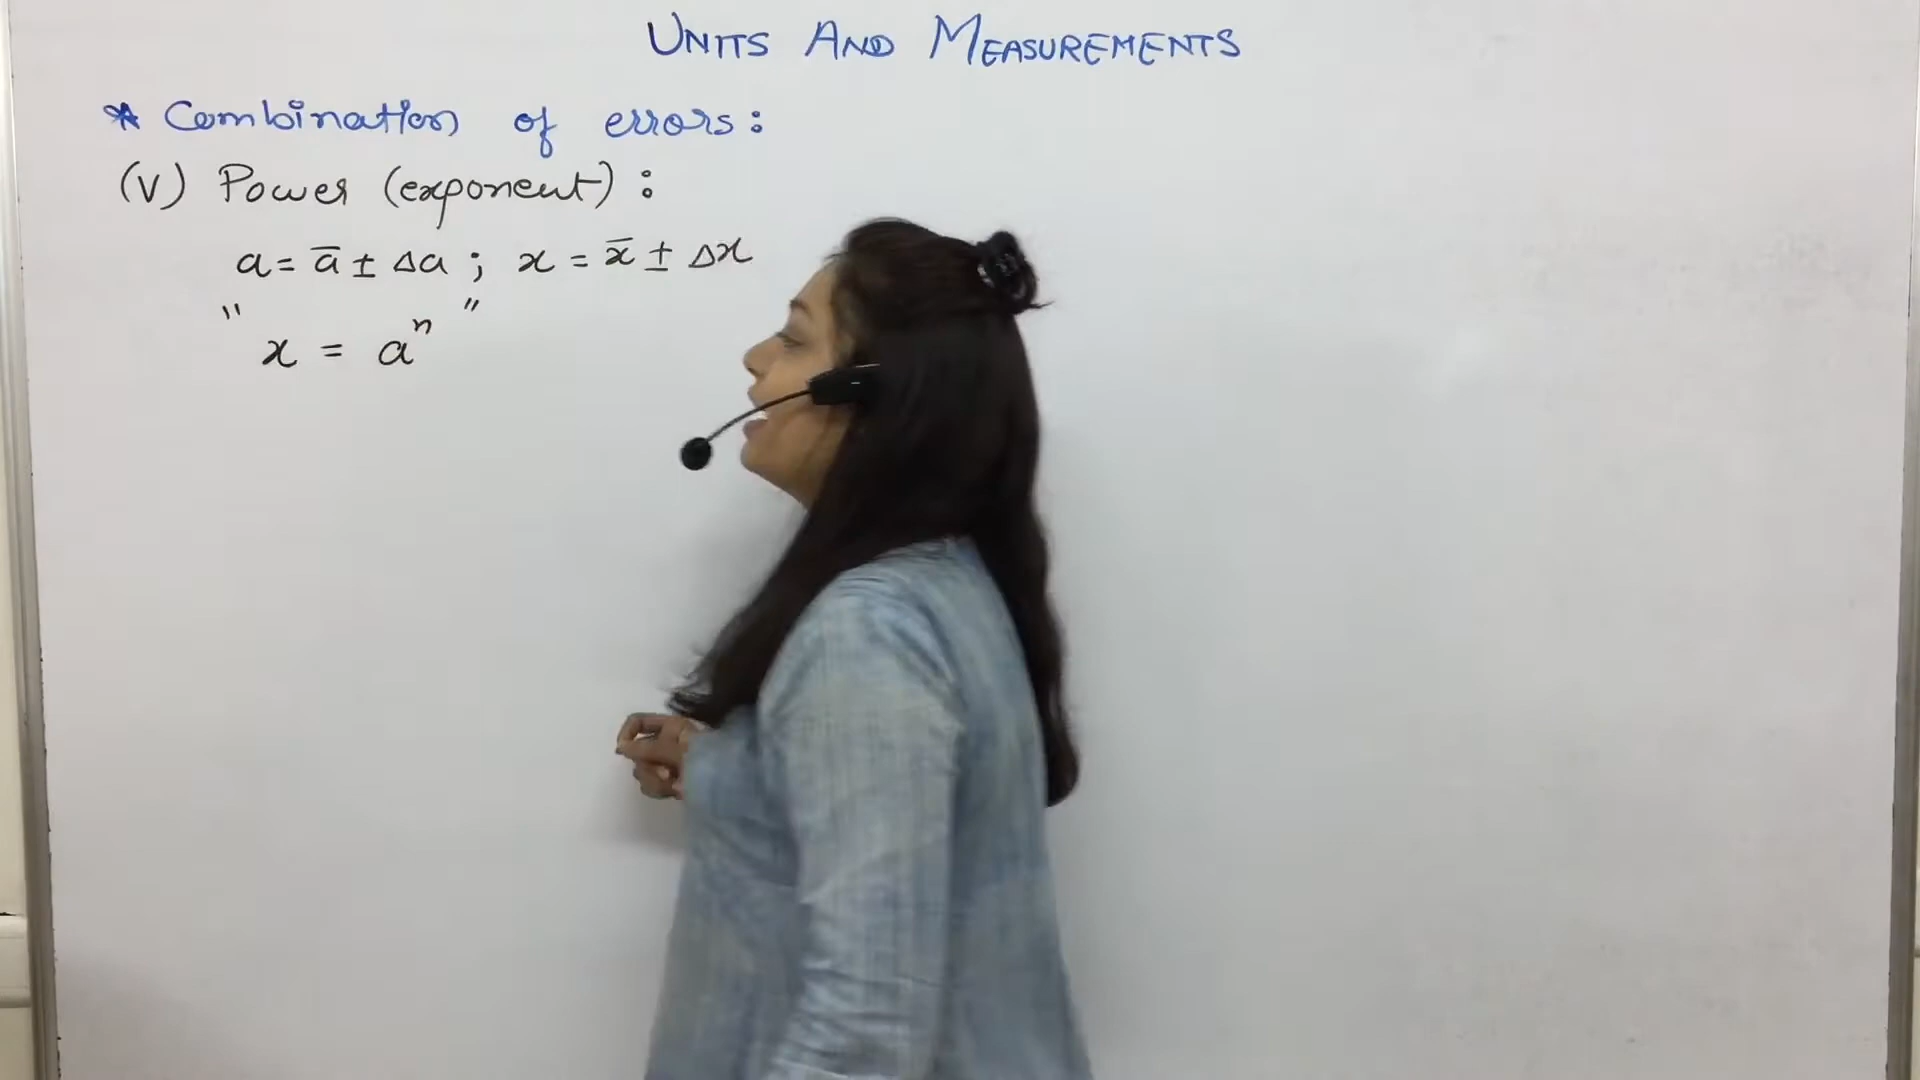 UNITS AND MEASUREMENTS
* Combination of errors:
(V) Power (exponent):
a = a̅ ± Δa ; x = x̅ ± Δx
" x = aⁿ "